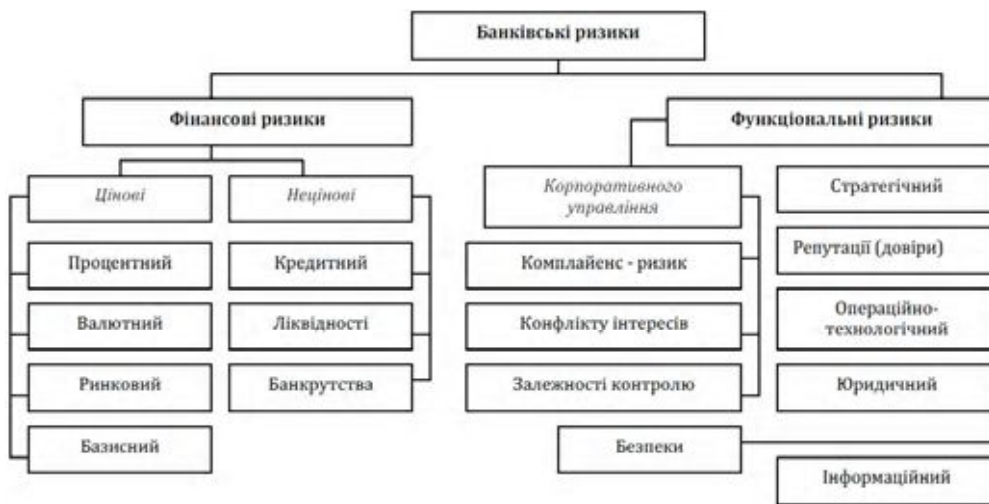 Банківські ризики
Фінансові ризики
Функціональні ризики
Цінові
Нецінові
Корпоративного
управління
Стратегічний
Процентний
Кредитний
Комплайенс - ризик
Репутації (довіри)
Валютний
Ліквідності
Конфлікту інтересів
Операційно-
технологічний
Ринковий
Банкрутства
Залежності контролю
Юридичний
Базисний
Безпеки
Інформаційний